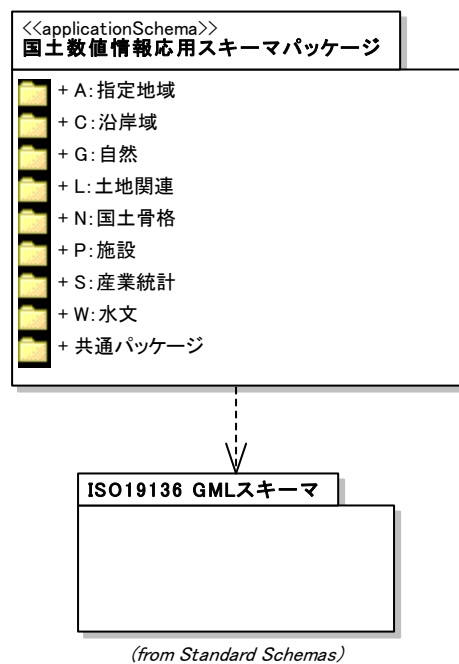 <<applicationSchema>>
国土数値情報応用スキーマパッケージ
+ A:指定地域
+ C:沿岸域
+ G:自然
+ L:土地関連
+ N:国土骨格
+ P:施設
+ S:産業統計
+ W:水文
+ 共通パッケージ
ISO19136 GMLスキーマ
(from Standard Schemas)